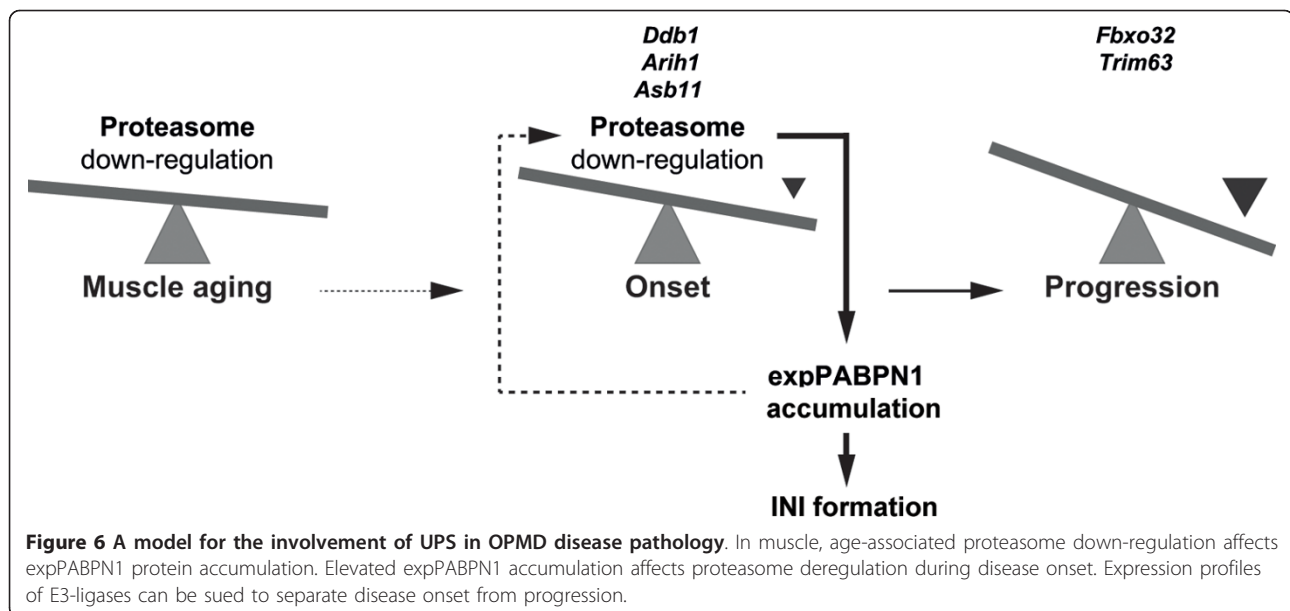 Ddb1
Arih1
Asb11
Fbxo32
Trim63
Proteasome
down-regulation
Proteasome
down-regulation
Muscle aging
Onset
Progression
expPABPN1
accumulation
INI formation
Figure 6 A model for the involvement of UPS in OPMD disease pathology. In muscle, age-associated proteasome down-regulation affects
expPABPN1 protein accumulation. Elevated expPABPN1 accumulation affects proteasome deregulation during disease onset. Expression profiles
of E3-ligases can be sued to separate disease onset from progression.